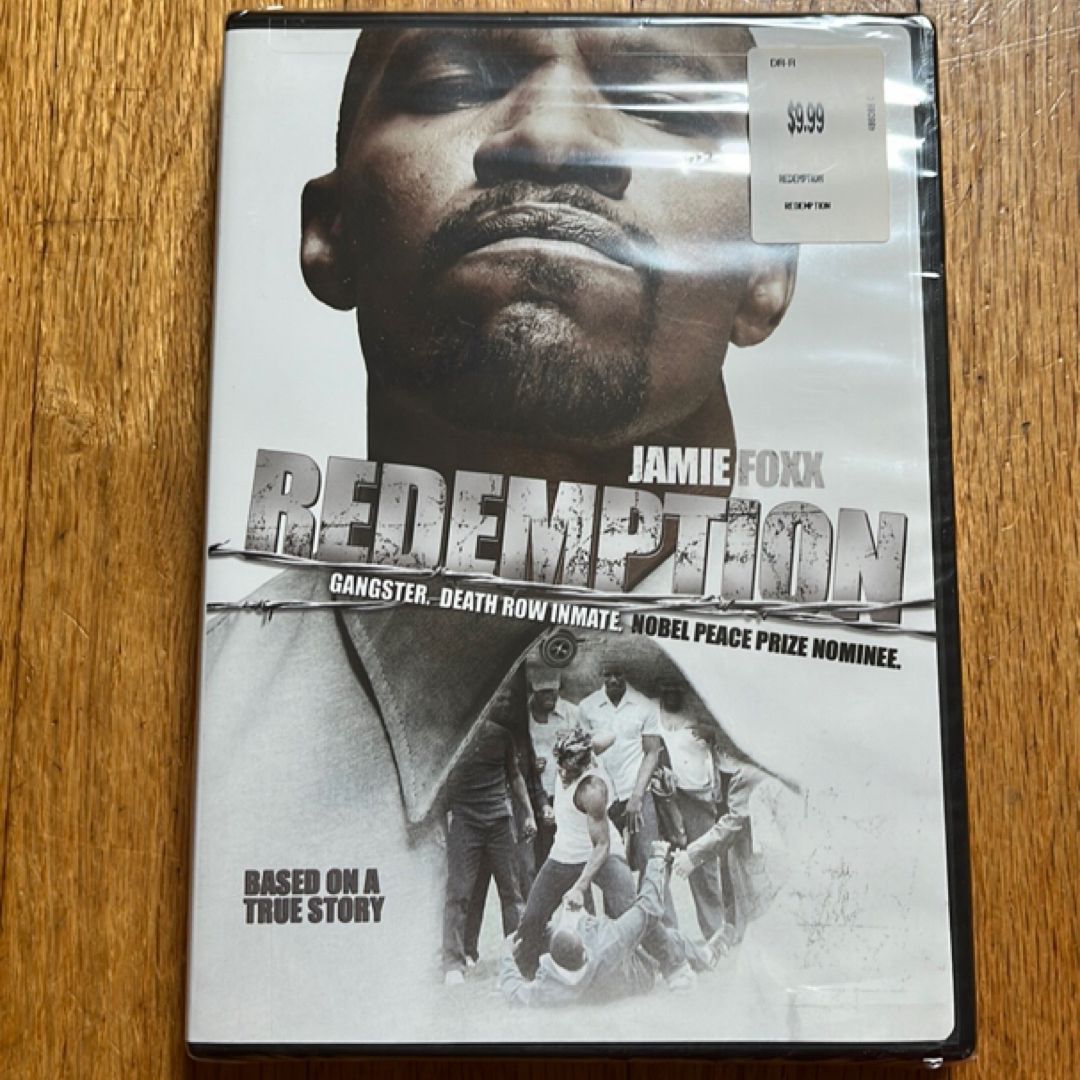 DVR-R
$9.99
REDEMPTION
REDEMPTION
JAMIE FOXX
REDEMPTION
GANGSTER. DEATH ROW INMATE. NOBEL PEACE PRIZE NOMINEE.
BASED ON A
TRUE STORY